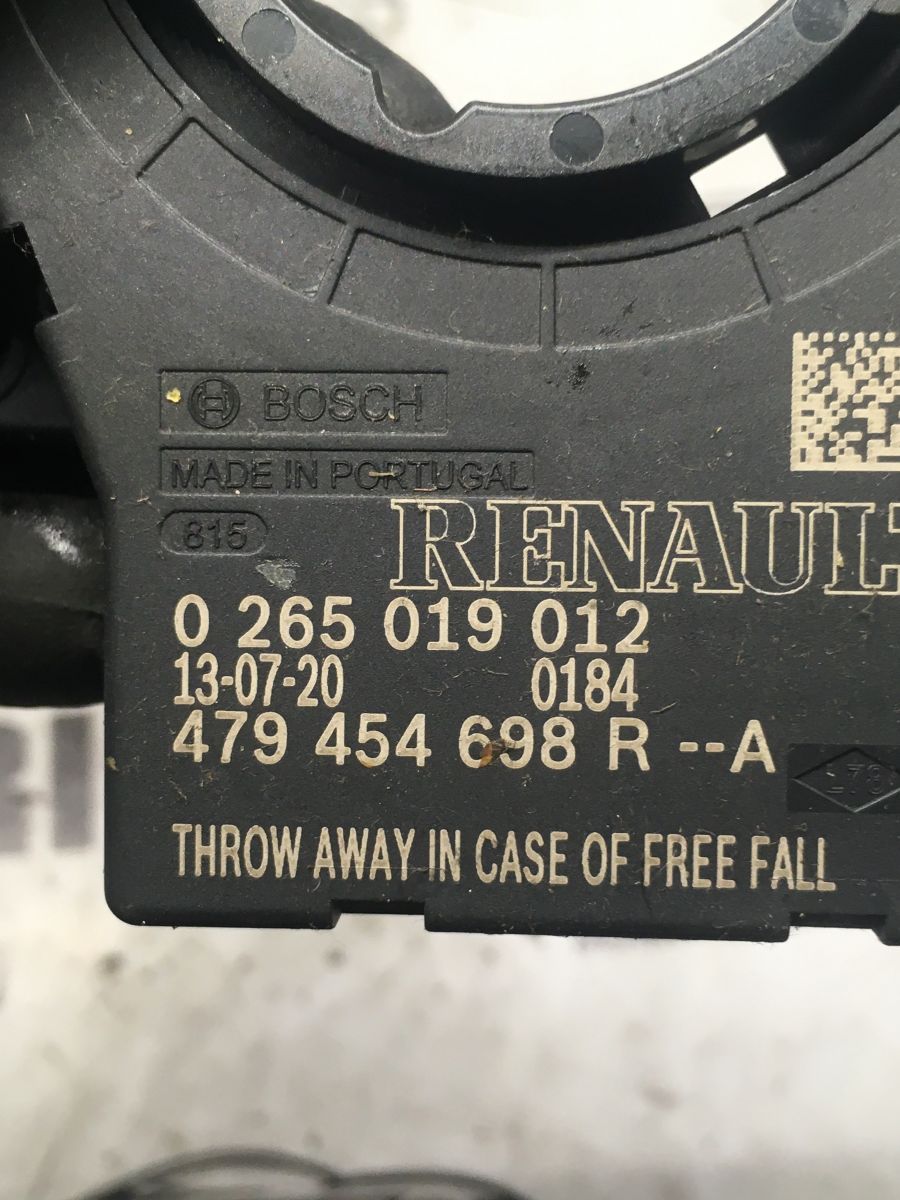 BOSCH
MADE IN PORTUGAL
815
RENAULT
0 265 019 012
13-07-20 0184
479 454 698 R --A
THROW AWAY IN CASE OF FREE FALL